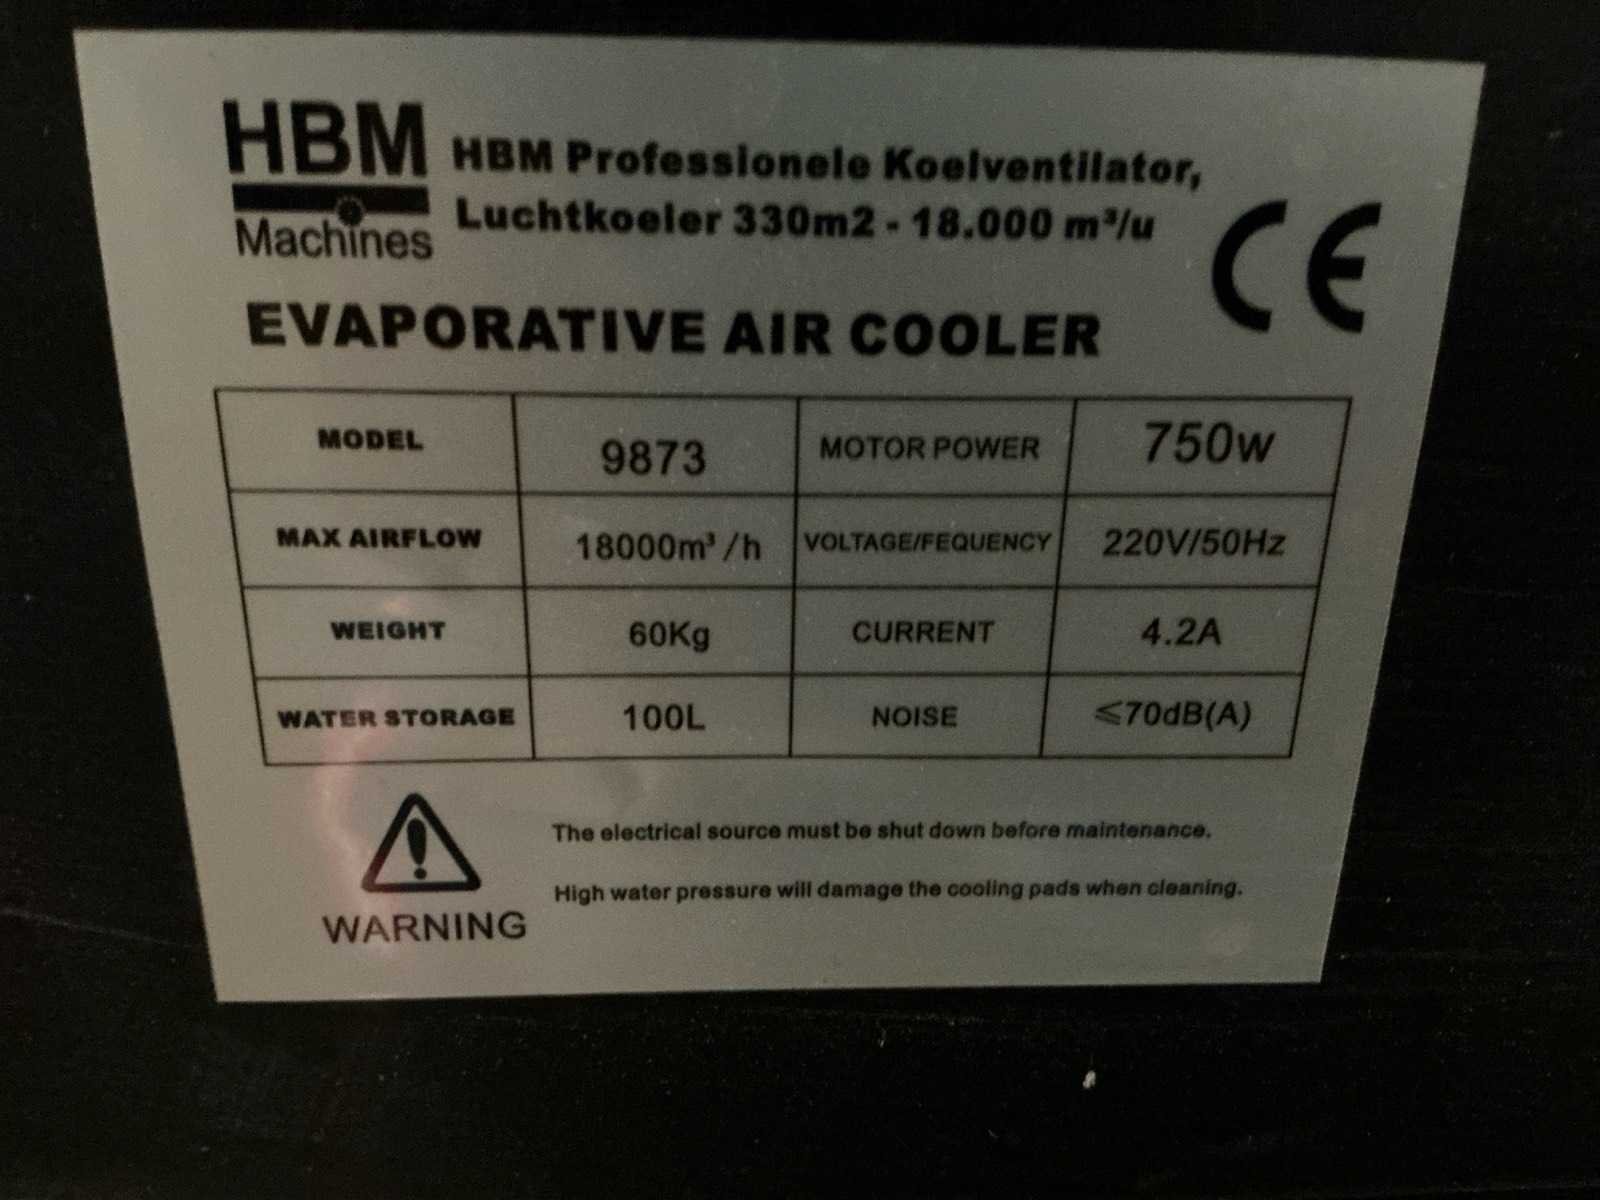 HBM
Machines
HBM Professionele Koelventilator,
Luchtkoeler 330m2 - 18.000 m³/u
CE
EVAPORATIVE AIR COOLER
MODEL 9873 MOTOR POWER 750W
MAX AIRFLOW 18000m³/h VOLTAGE/FEQUENCY 220V/50Hz
WEIGHT 60Kg CURRENT 4.2A
WATER STORAGE 100L NOISE ≤70dB(A)
The electrical source must be shut down before maintenance.
High water pressure will damage the cooling pads when cleaning.
WARNING